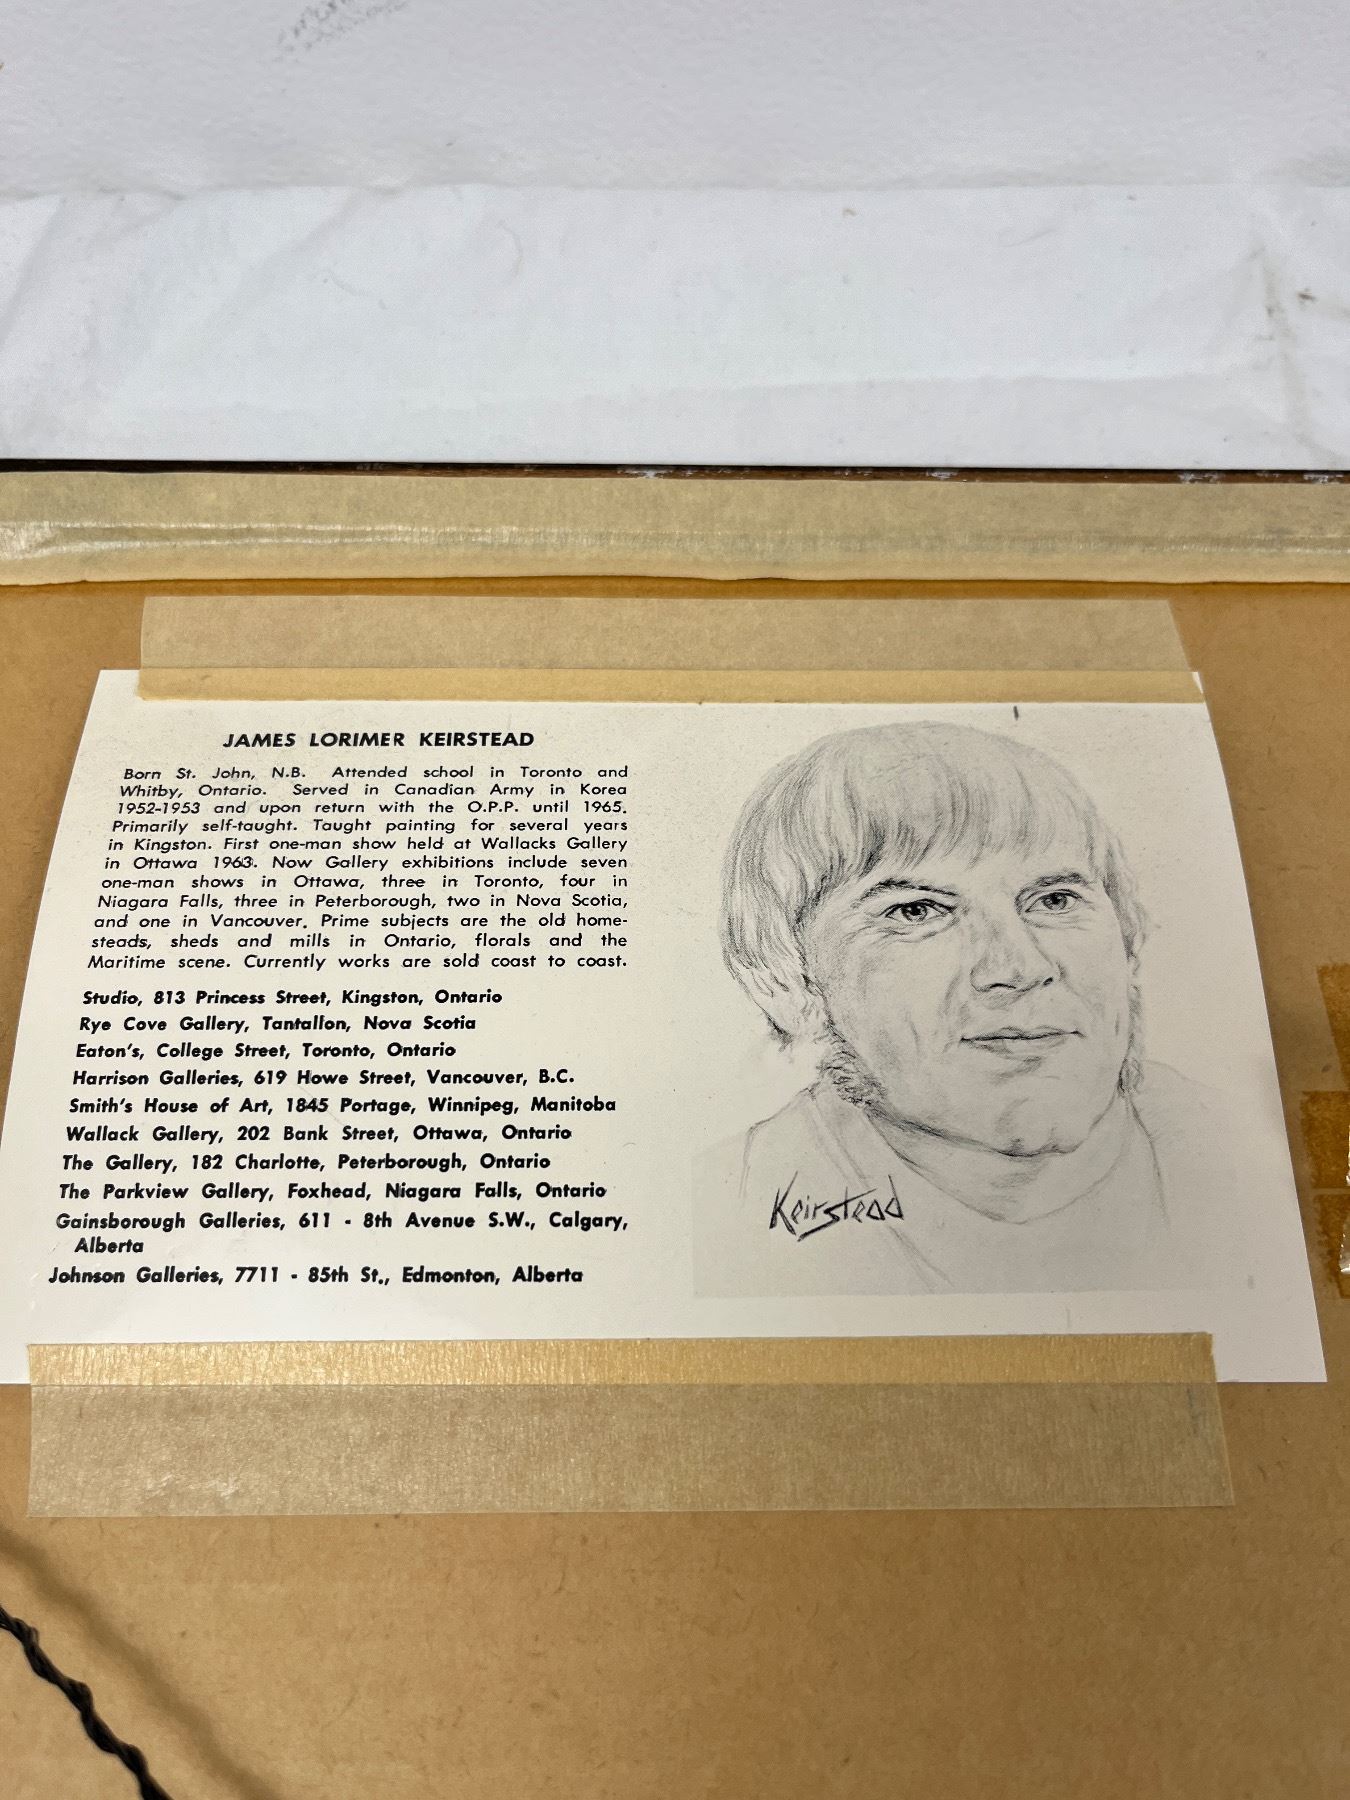 JAMES LORIMER KEIRSTEAD
Born St. John, N.B. Attended school in Toronto and
Whitby, Ontario. Served in Canadian Army in Korea
1952-1953 and upon return with the O.P.P. until 1965.
Primarily self-taught. Taught painting for several years
in Kingston. First one-man show held at Wallacks Gallery
in Ottawa 1963. Now Gallery exhibitions include seven
one-man shows in Ottawa, three in Toronto, four in
Niagara Falls, three in Peterborough, two in Nova Scotia,
and one in Vancouver. Prime subjects are the old home-
steads, sheds and mills in Ontario, florals and the
Maritime scene. Currently works are sold coast to coast.
Studio, 813 Princess Street, Kingston, Ontario
Rye Cove Gallery, Tantallon, Nova Scotia
Eaton's, College Street, Toronto, Ontario
Harrison Galleries, 619 Howe Street, Vancouver, B.C.
Smith's House of Art, 1845 Portage, Winnipeg, Manitoba
Wallack Gallery, 202 Bank Street, Ottawa, Ontario
The Gallery, 182 Charlotte, Peterborough, Ontario
The Parkview Gallery, Foxhead, Niagara Falls, Ontario
Gainsborough Galleries, 611 - 8th Avenue S.W., Calgary,
Alberta
Johnson Galleries, 7711 - 85th St., Edmonton, Alberta
Keirstead